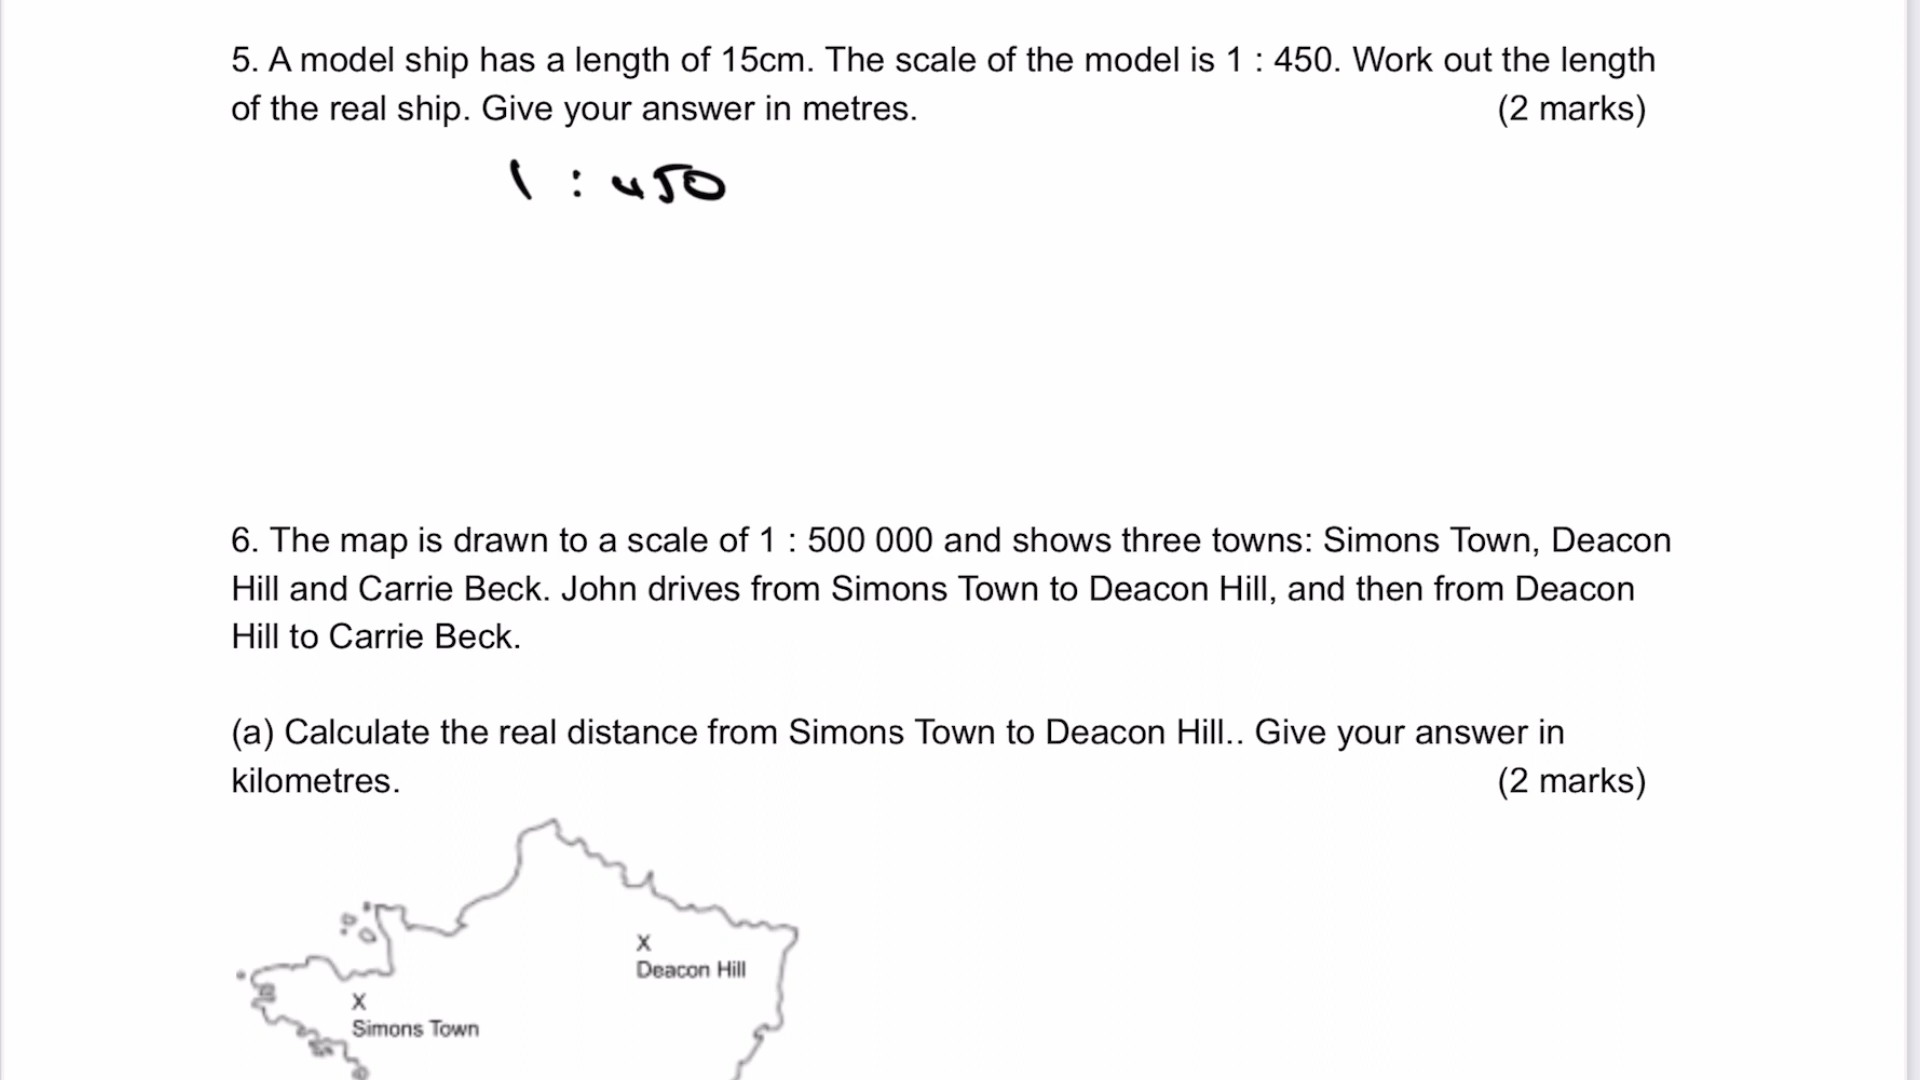 5. A model ship has a length of 15cm. The scale of the model is 1 : 450. Work out the length
of the real ship. Give your answer in metres. (2 marks)
1 : 450
6. The map is drawn to a scale of 1 : 500 000 and shows three towns: Simons Town, Deacon
Hill and Carrie Beck. John drives from Simons Town to Deacon Hill, and then from Deacon
Hill to Carrie Beck.
(a) Calculate the real distance from Simons Town to Deacon Hill.. Give your answer in
kilometres. (2 marks)
X
Deacon Hill
X
Simons Town